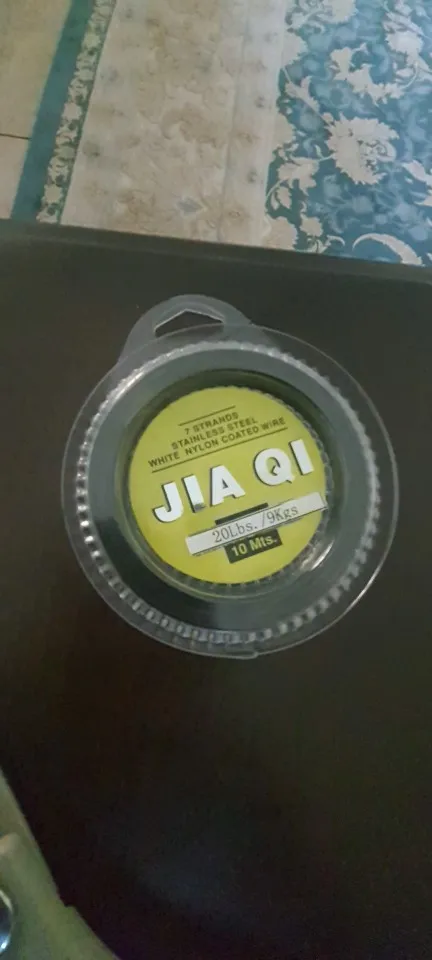 7 STRANDS
STAINLESS STEEL
WHITE NYLON COATED WIRE
JIA QI
20Lbs./9Kgs
10 Mts.